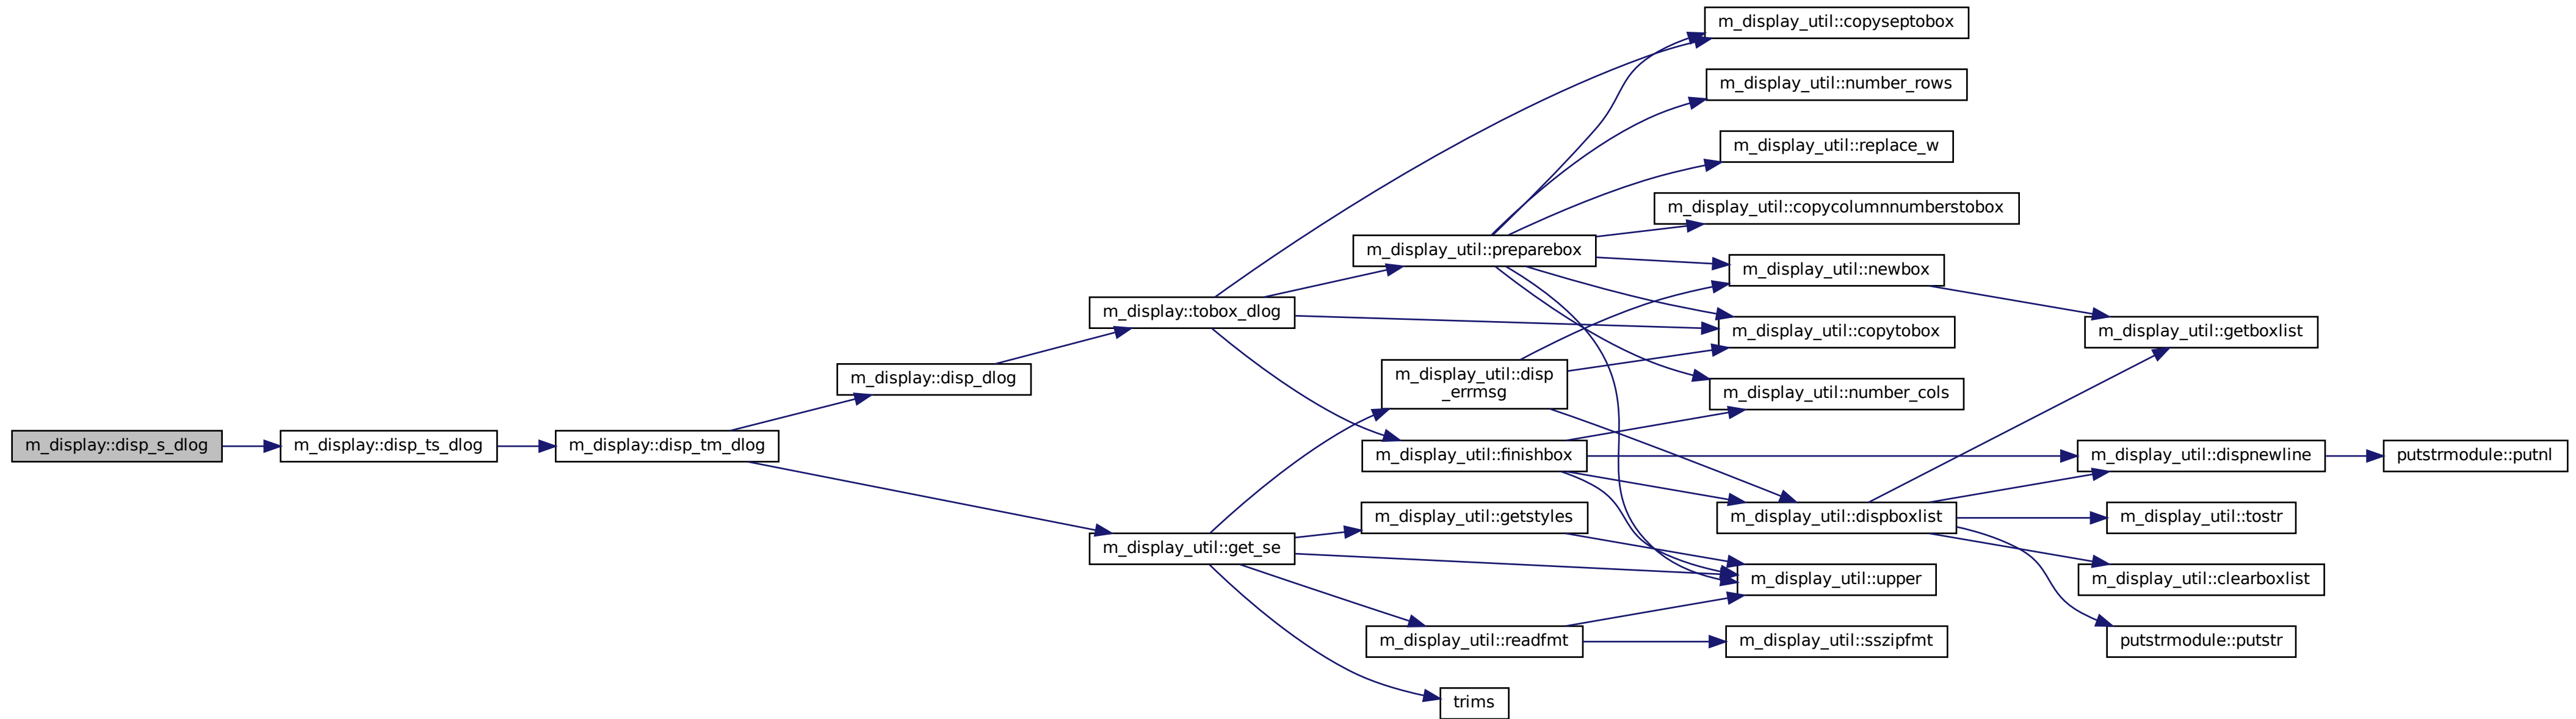 m_display::disp_s_dlog
m_display::disp_ts_dlog
m_display::disp_tm_dlog
m_display::disp_dlog
m_display_util::get_se
m_display::tobox_dlog
m_display_util::preparebox
m_display_util::disp
_errmsg
m_display_util::finishbox
m_display_util::getstyles
m_display_util::readfmt
trims
m_display_util::copyseptobox
m_display_util::number_rows
m_display_util::replace_w
m_display_util::copycolumnnumberstobox
m_display_util::newbox
m_display_util::copytobox
m_display_util::number_cols
m_display_util::dispboxlist
m_display_util::upper
m_display_util::sszipfmt
m_display_util::getboxlist
m_display_util::dispnewline
m_display_util::tostr
m_display_util::clearboxlist
putstrmodule::putstr
putstrmodule::putnl